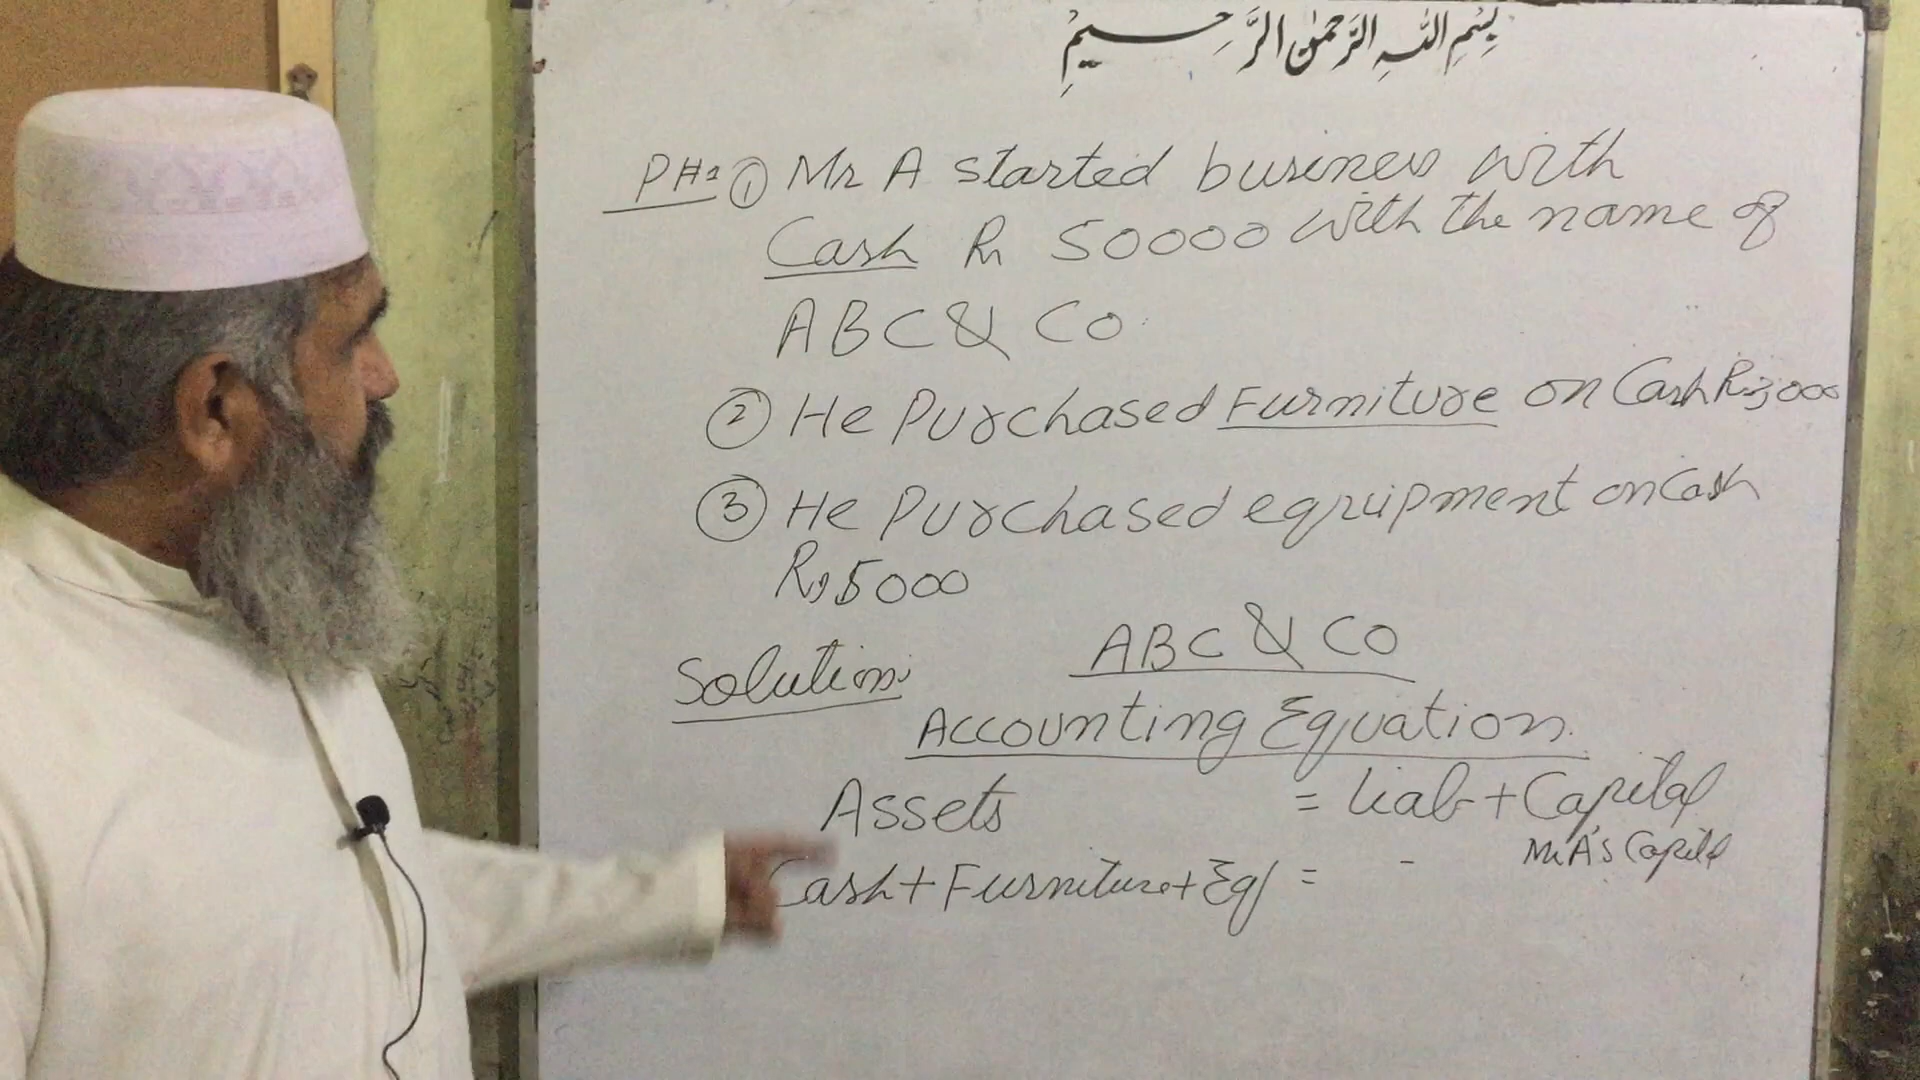 بِسْمِ اللهِ الرَّحْمٰنِ الرَّحِيْمِ
PH: ① Mr A started business with
Cash Rs 50000 with the name of
ABC & CO
② He Purchased Furniture on Cash Rs 3000
③ He Purchased equipment on Cash
Rs 5000
Solution:
ABC & CO
Accounting Equation.
Assets = Liab + Capital
Mr A's Capital
Cash + Furniture + Eq = -